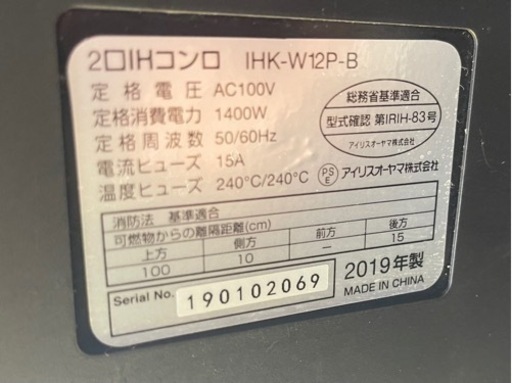 2口IHコンロ IHK-W12P-B
定格電圧 AC100V
定格消費電力 1400W
定格周波数 50/60Hz
電流ヒューズ 15A
温度ヒューズ 240℃/240℃
総務省基準適合
型式確認 第IRIH-83号
アイリスオーヤマ株式会社
PS
E
アイリスオーヤマ株式会社
消防法 基準適合
可燃物からの離隔距離(cm)
上方 側方 前方 後方
100 10 — 15
Serial No. 190102069
2019年製
MADE IN CHINA